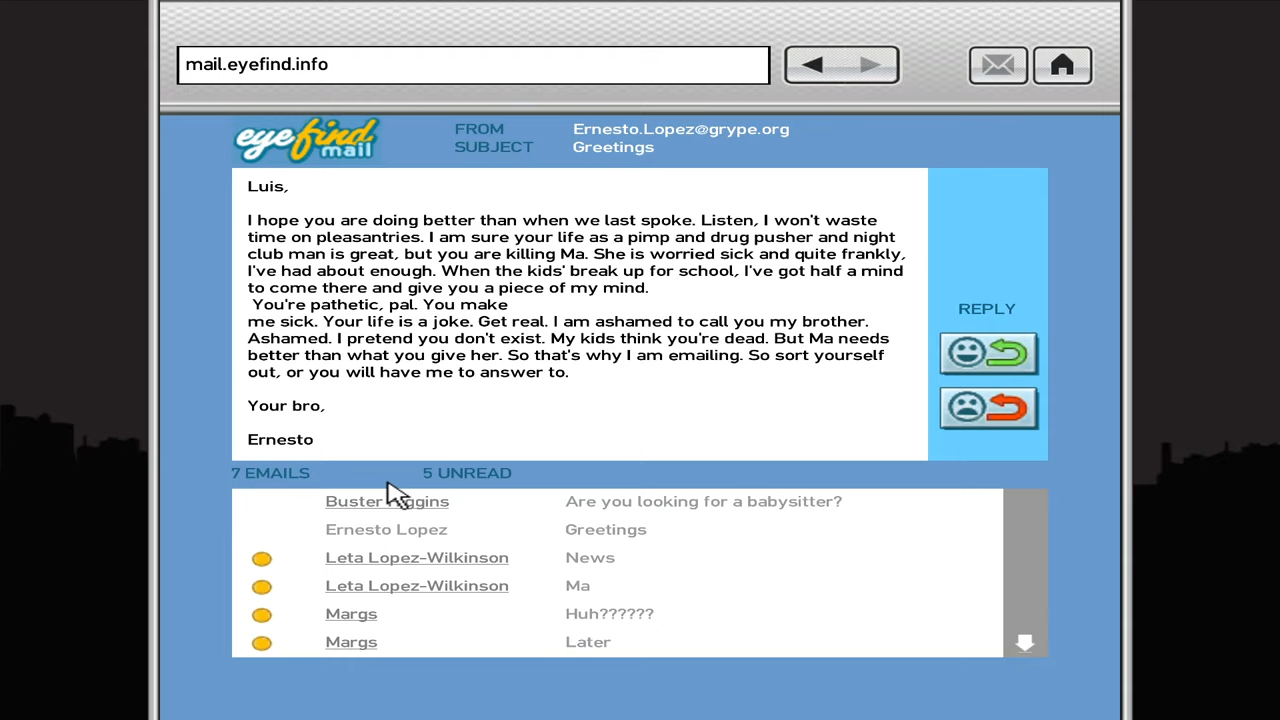 mail.eyefind.info
eyefind mail
FROM Ernesto.Lopez@grype.org
SUBJECT Greetings
Luis,
I hope you are doing better than when we last spoke. Listen, I won't waste
time on pleasantries. I am sure your life as a pimp and drug pusher and night
club man is great, but you are killing Ma. She is worried sick and quite frankly,
I've had about enough. When the kids' break up for school, I've got half a mind
to come there and give you a piece of my mind.
You're pathetic, pal. You make
me sick. Your life is a joke. Get real. I am ashamed to call you my brother.
Ashamed. I pretend you don't exist. My kids think you're dead. But Ma needs
better than what you give her. So that's why I am emailing. So sort yourself
out, or you will have me to answer to.
Your bro,
Ernesto
REPLY
7 EMAILS 5 UNREAD
Buster Are you looking for a babysitter?
Ernesto Lopez Greetings
Leta Lopez-Wilkinson News
Leta Lopez-Wilkinson Ma
Margs Huh??????
Margs Later